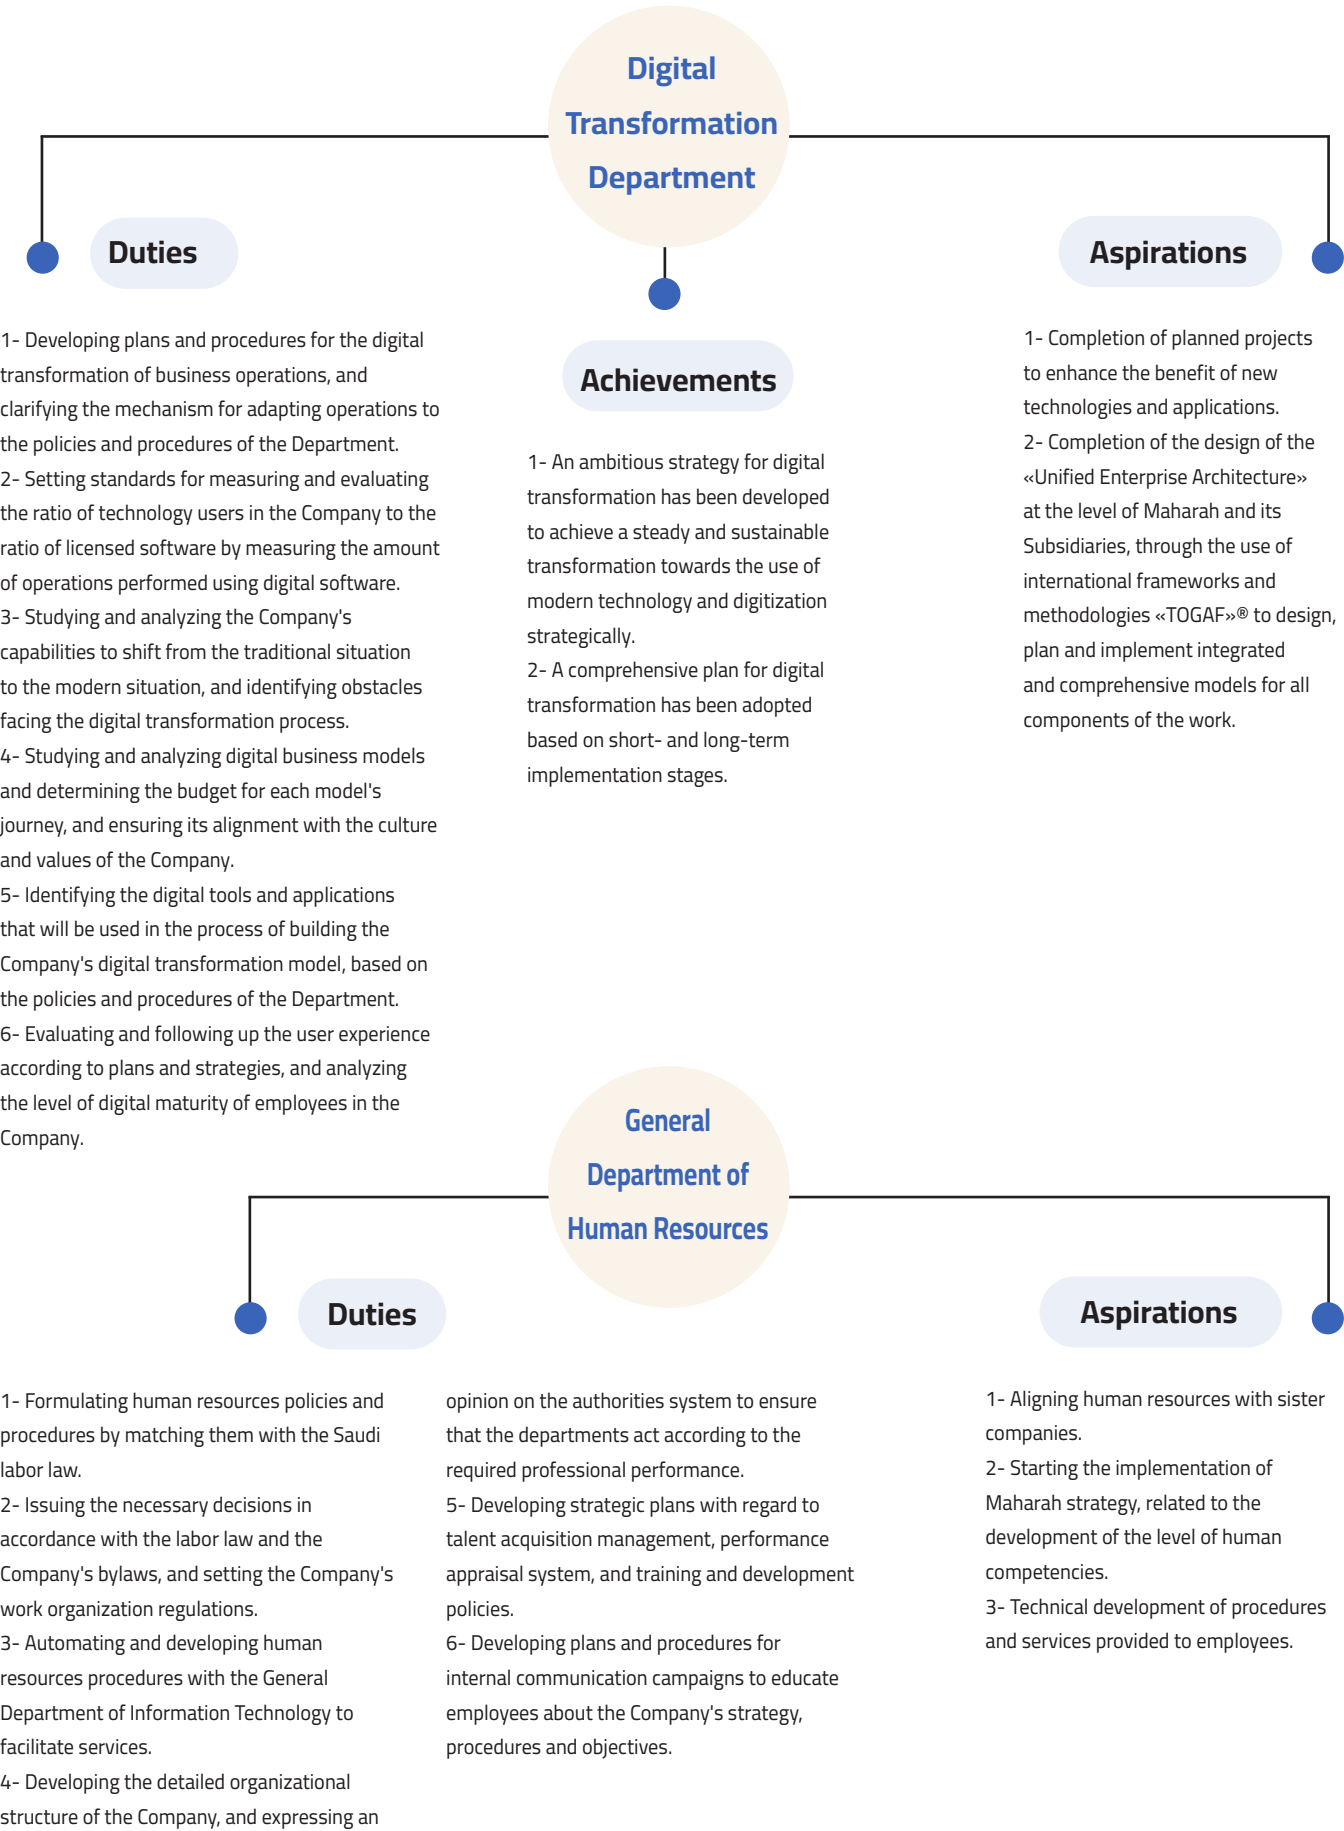 Digital
Transformation
Department
Duties
1- Developing plans and procedures for the digital
transformation of business operations, and
clarifying the mechanism for adapting operations to
the policies and procedures of the Department.
2- Setting standards for measuring and evaluating
the ratio of technology users in the Company to the
ratio of licensed software by measuring the amount
of operations performed using digital software.
3- Studying and analyzing the Company's
capabilities to shift from the traditional situation
to the modern situation, and identifying obstacles
facing the digital transformation process.
4- Studying and analyzing digital business models
and determining the budget for each model's
journey, and ensuring its alignment with the culture
and values of the Company.
5- Identifying the digital tools and applications
that will be used in the process of building the
Company's digital transformation model, based on
the policies and procedures of the Department.
6- Evaluating and following up the user experience
according to plans and strategies, and analyzing
the level of digital maturity of employees in the
Company.
Achievements
1- An ambitious strategy for digital
transformation has been developed
to achieve a steady and sustainable
transformation towards the use of
modern technology and digitization
strategically.
2- A comprehensive plan for digital
transformation has been adopted
based on short- and long-term
implementation stages.
Aspirations
1- Completion of planned projects
to enhance the benefit of new
technologies and applications.
2- Completion of the design of the
«Unified Enterprise Architecture»
at the level of Maharah and its
Subsidiaries, through the use of
international frameworks and
methodologies «TOGAF»® to design,
plan and implement integrated
and comprehensive models for all
components of the work.
General
Department of
Human Resources
Duties
1- Formulating human resources policies and
procedures by matching them with the Saudi
labor law.
2- Issuing the necessary decisions in
accordance with the labor law and the
Company's bylaws, and setting the Company's
work organization regulations.
3- Automating and developing human
resources procedures with the General
Department of Information Technology to
facilitate services.
4- Developing the detailed organizational
structure of the Company, and expressing an
opinion on the authorities system to ensure
that the departments act according to the
required professional performance.
5- Developing strategic plans with regard to
talent acquisition management, performance
appraisal system, and training and development
policies.
6- Developing plans and procedures for
internal communication campaigns to educate
employees about the Company's strategy,
procedures and objectives.
Aspirations
1- Aligning human resources with sister
companies.
2- Starting the implementation of
Maharah strategy, related to the
development of the level of human
competencies.
3- Technical development of procedures
and services provided to employees.